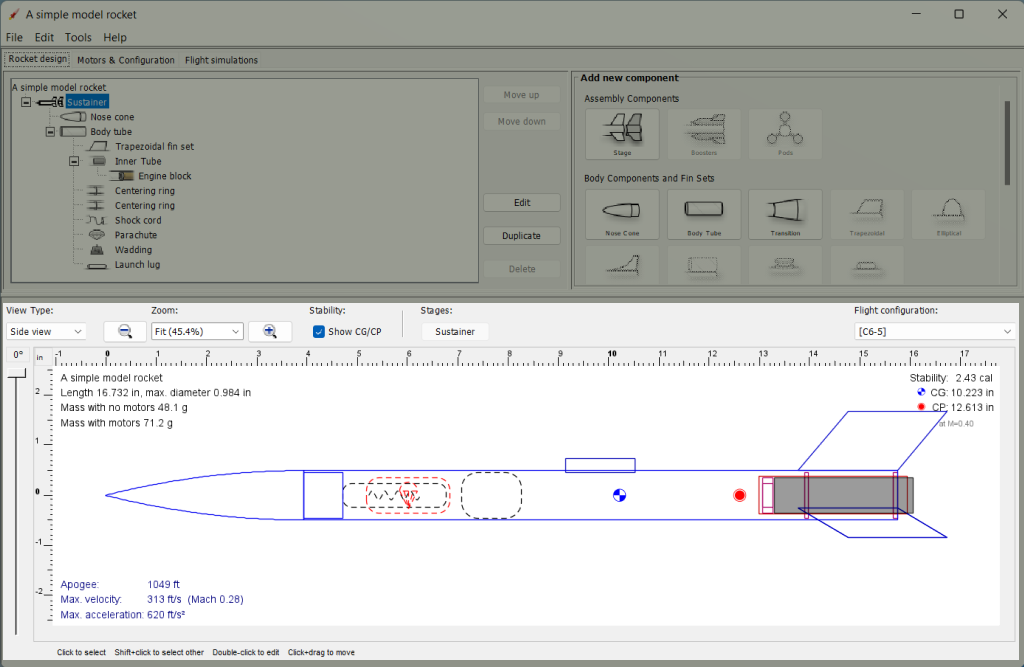 A simple model rocket
File Edit Tools Help
Rocket design Motors & Configuration Flight simulations
A simple model rocket
Sustainer
Nose cone
Body tube
Trapezoidal fin set
Inner Tube
Engine block
Centering ring
Centering ring
Shock cord
Parachute
Wadding
Launch lug
Move up
Move down
Edit
Duplicate
Delete
Add new component
Assembly Components
Stage Boosters Pods
Body Components and Fin Sets
Nose Cone Body Tube Transition Trapezoidal Elliptical
View Type: Zoom: Stability: Stages: Flight configuration:
Side view Fit (45.4%) Show CG/CP Sustainer [C6-5]
0° in -1 0 1 2 3 4 5 6 7 8 9 10 11 12 13 14 15 16 17
2
1
0
-1
-2
A simple model rocket
Length 16.732 in, max. diameter 0.984 in
Mass with no motors 48.1 g
Mass with motors 71.2 g
Stability: 2.43 cal
CG: 10.223 in
CP: 12.613 in
at M=0.40
Apogee: 1049 ft
Max. velocity: 313 ft/s (Mach 0.28)
Max. acceleration: 620 ft/s²
Click to select Shift+click to select other Double-click to edit Click+drag to move